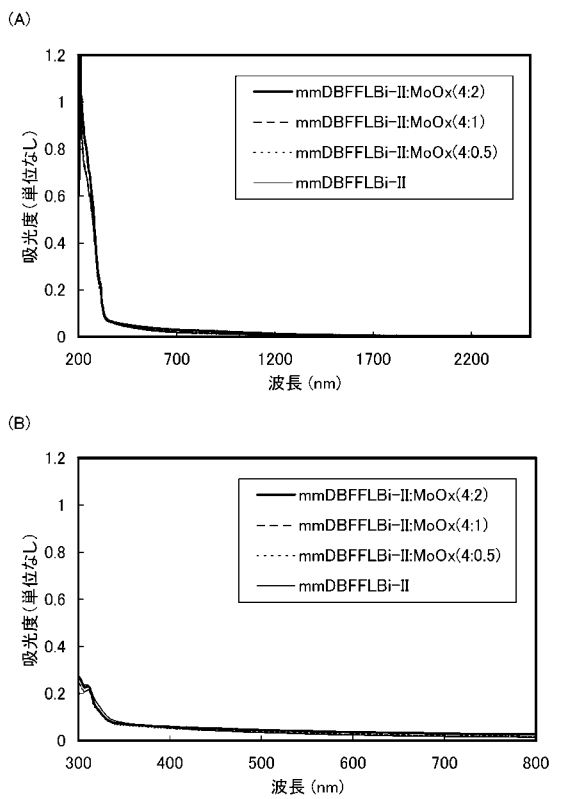 (A)
1.2
1
0.8
0.6
0.4
0.2
0
吸光度(単位なし)
mmDBFFLBi-II:MoOx(4:2)
mmDBFFLBi-II:MoOx(4:1)
mmDBFFLBi-II:MoOx(4:0.5)
mmDBFFLBi-II
200 700 1200 1700 2200
波長 (nm)
(B)
1.2
1
0.8
0.6
0.4
0.2
0
吸光度(単位なし)
mmDBFFLBi-II:MoOx(4:2)
mmDBFFLBi-II:MoOx(4:1)
mmDBFFLBi-II:MoOx(4:0.5)
mmDBFFLBi-II
300 400 500 600 700 800
波長 (nm)